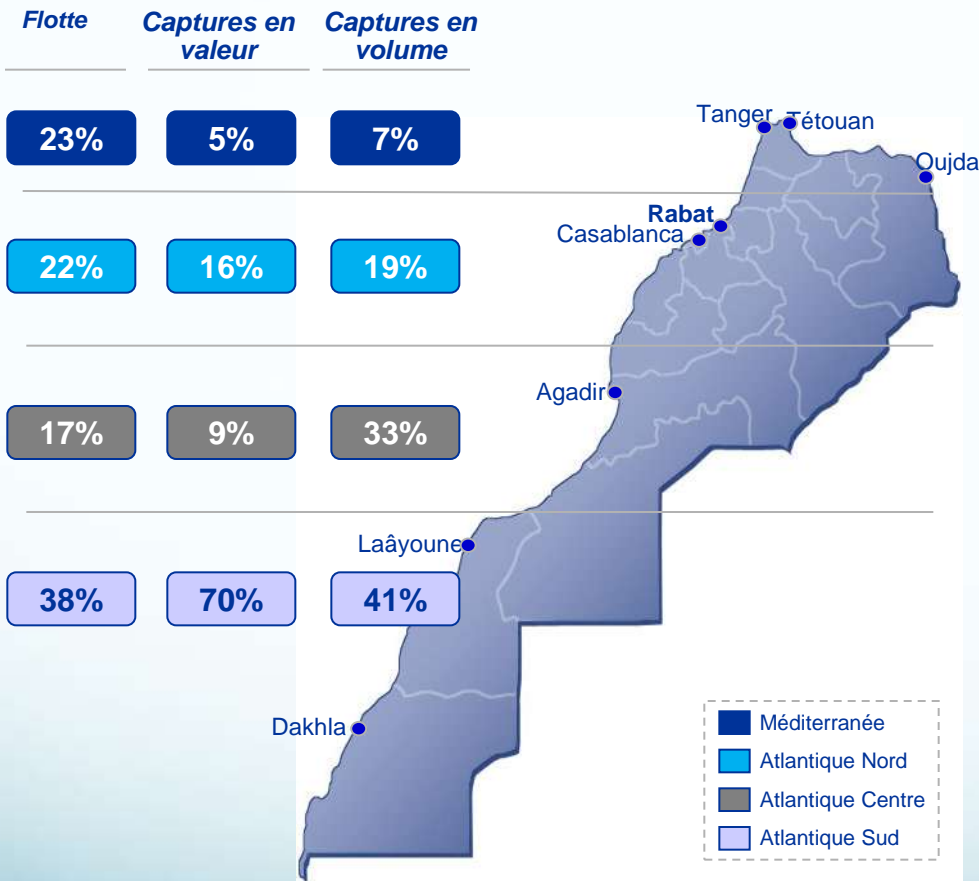 Flotte
Captures en
valeur
Captures en
volume
23%
5%
7%
Tanger
Tétouan
Oujda
Rabat
Casablanca
22%
16%
19%
Agadir
17%
9%
33%
Laâyoune
38%
70%
41%
Dakhla
Méditerranée
Atlantique Nord
Atlantique Centre
Atlantique Sud